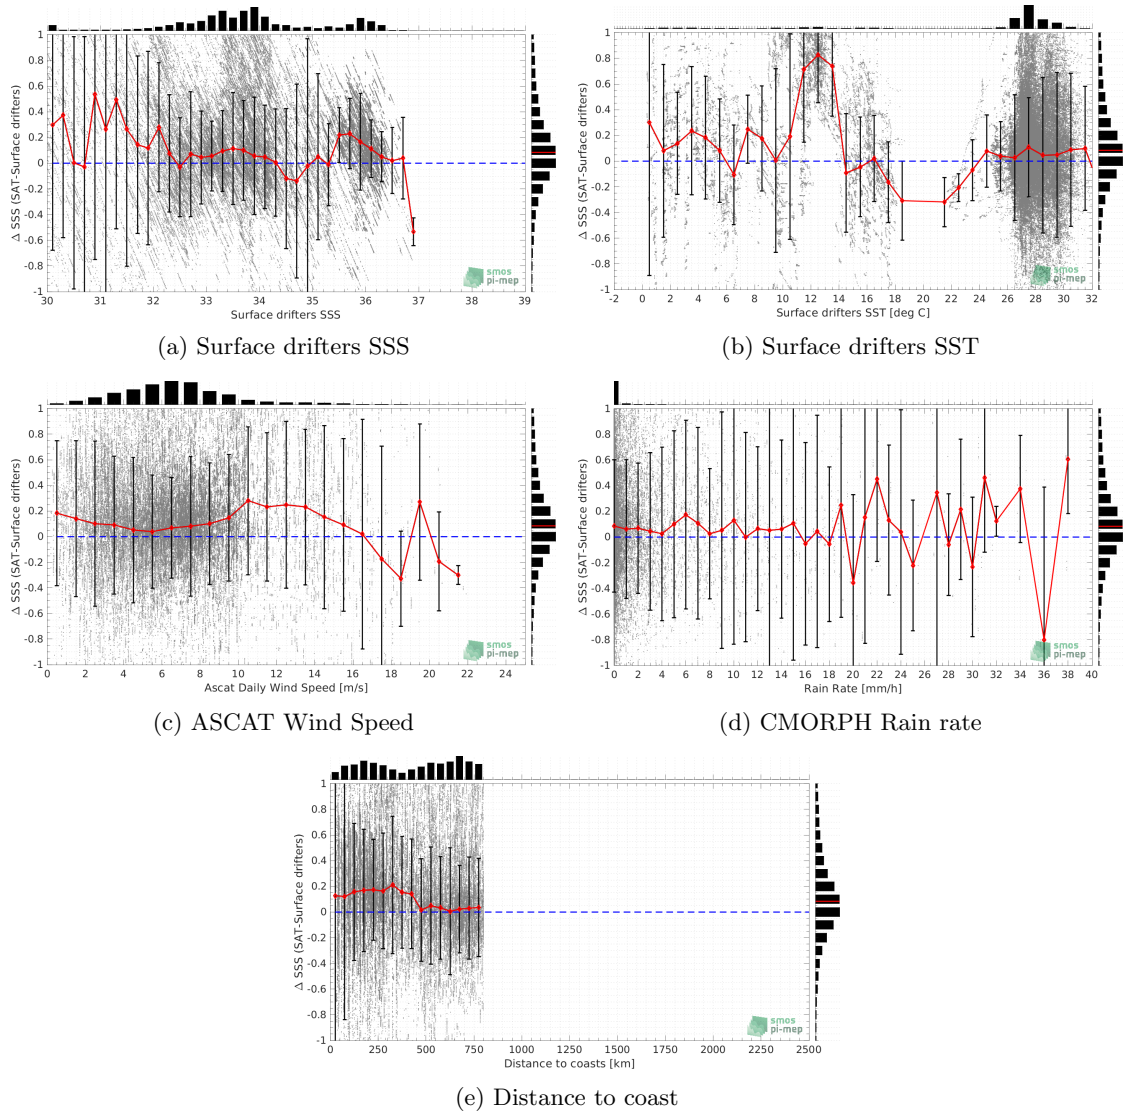 1
0.8
0.6
0.4
0.2
0
-0.2
-0.4
-0.6
-0.8
-1
Δ SSS (SAT-Surface drifters)
30 31 32 33 34 35 36 37 38 39
Surface drifters SSS
smos
pi-mep
(a) Surface drifters SSS
1
0.8
0.6
0.4
0.2
0
-0.2
-0.4
-0.6
-0.8
-1
Δ SSS (SAT-Surface drifters)
-2 0 2 4 6 8 10 12 14 16 18 20 22 24 26 28 30 32
Surface drifters SST [deg C]
smos
pi-mep
(b) Surface drifters SST
1
0.8
0.6
0.4
0.2
0
-0.2
-0.4
-0.6
-0.8
-1
Δ SSS (SAT-Surface drifters)
0 2 4 6 8 10 12 14 16 18 20 22 24
Ascat Daily Wind Speed [m/s]
smos
pi-mep
(c) ASCAT Wind Speed
1
0.8
0.6
0.4
0.2
0
-0.2
-0.4
-0.6
-0.8
-1
Δ SSS (SAT-Surface drifters)
0 2 4 6 8 10 12 14 16 18 20 22 24 26 28 30 32 34 36 38 40
Rain Rate [mm/h]
smos
pi-mep
(d) CMORPH Rain rate
1
0.8
0.6
0.4
0.2
0
-0.2
-0.4
-0.6
-0.8
-1
Δ SSS (SAT-Surface drifters)
0 250 500 750 1000 1250 1500 1750 2000 2250 2500
Distance to coasts [km]
smos
pi-mep
(e) Distance to coast